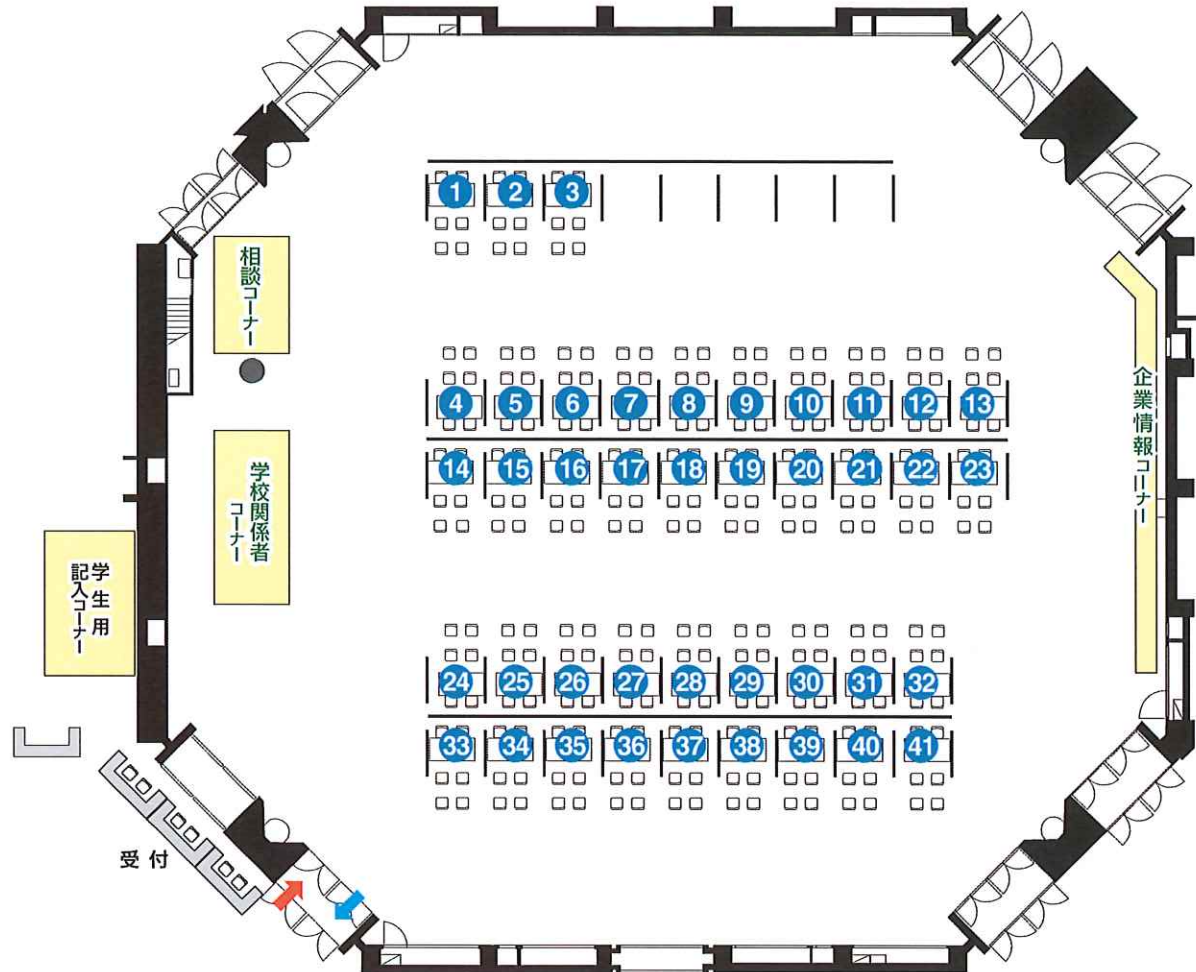 1 2 3
相談コーナー
4 5 6 7 8 9 10 11 12 13
企業情報コーナー
14 15 16 17 18 19 20 21 22 23
学校関係者
コーナー
学生用
記入コーナー
24 25 26 27 28 29 30 31 32
33 34 35 36 37 38 39 40 41
受付